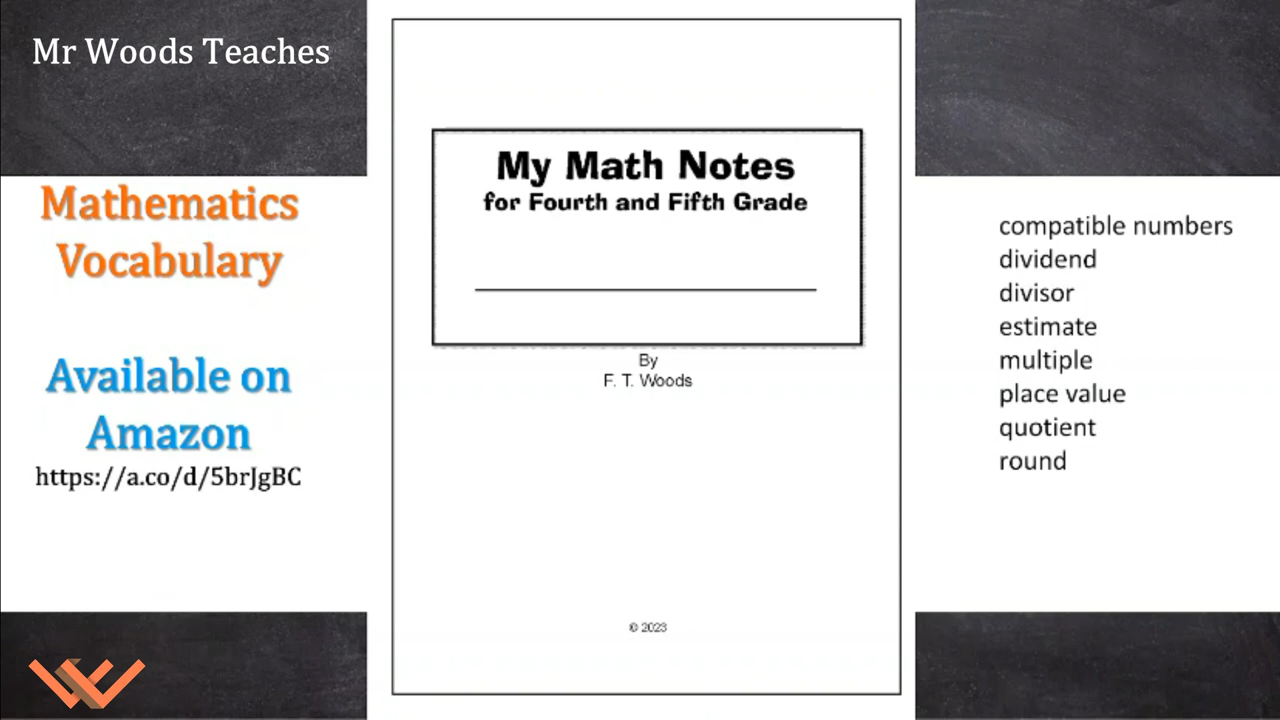 Mr Woods Teaches
Mathematics
Vocabulary
Available on
Amazon
https://a.co/d/5brJgBC
My Math Notes
for Fourth and Fifth Grade
By
F. T. Woods
© 2023
compatible numbers
dividend
divisor
estimate
multiple
place value
quotient
round